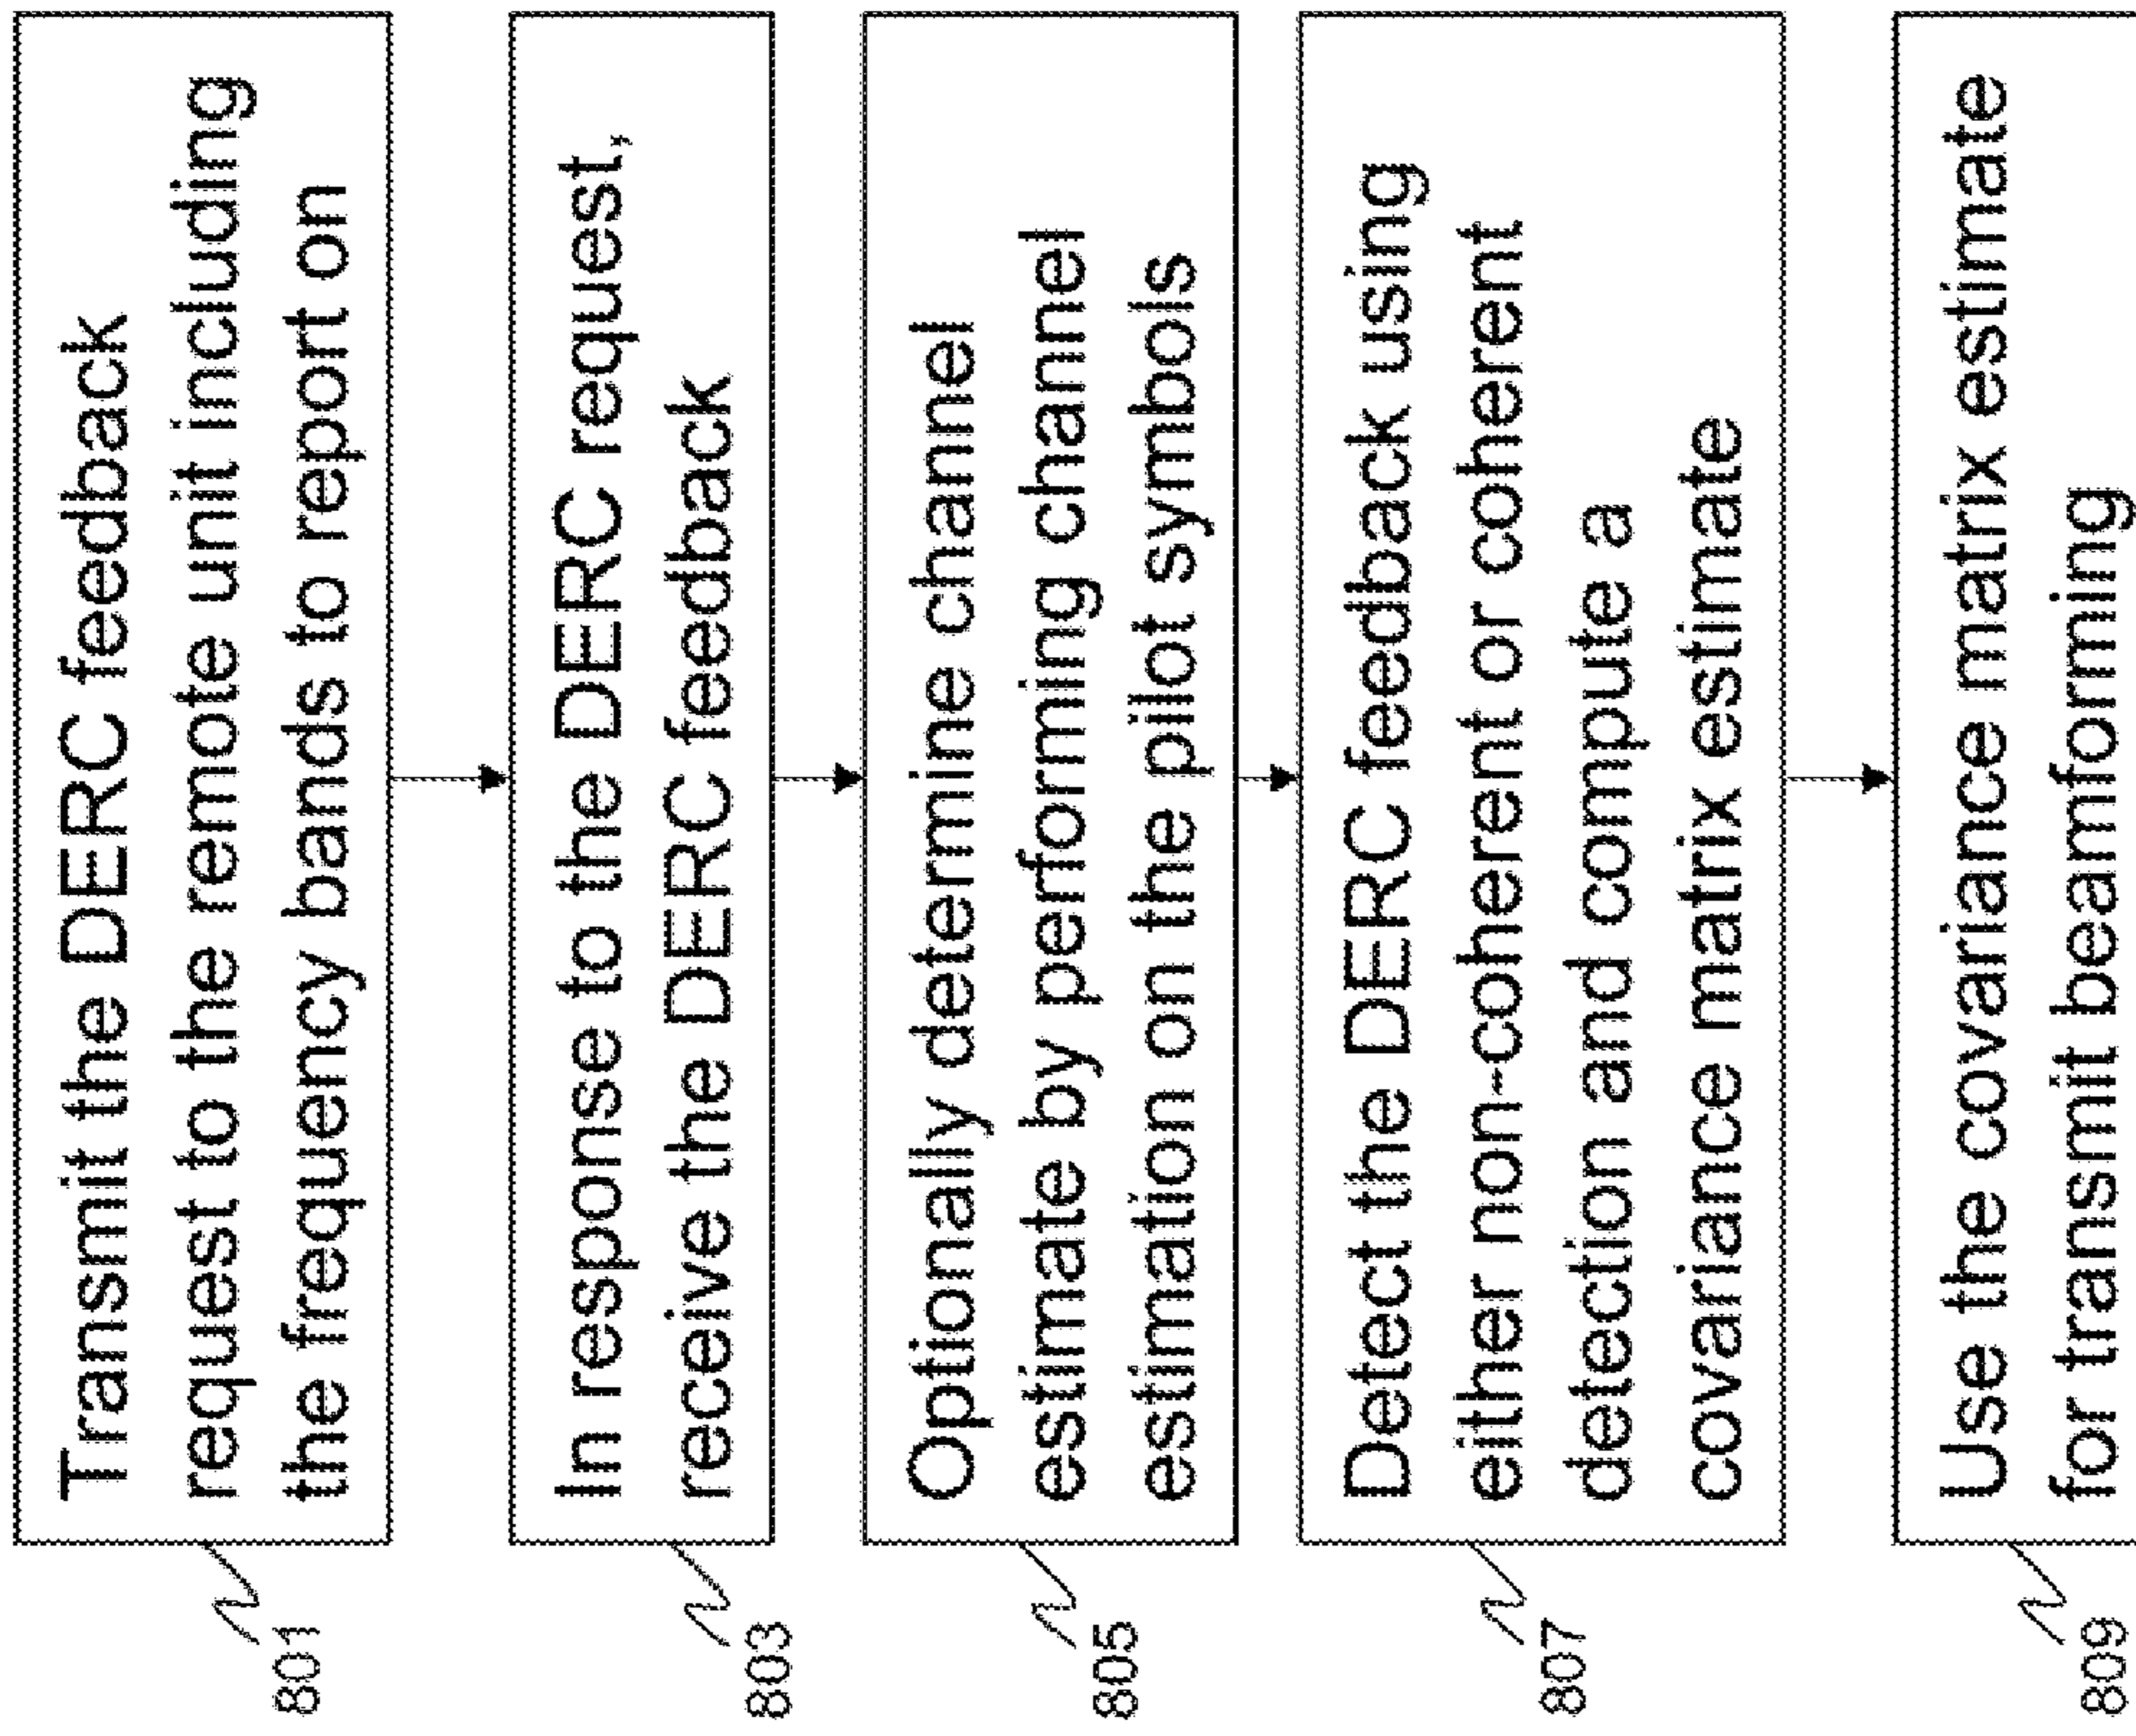 Transmit the DERC feedback
request to the remote unit including
the frequency bands to report on
801
In response to the DERC request,
receive the DERC feedback
803
Optionally determine channel
estimate by performing channel
estimation on the pilot symbols
805
Detect the DERC feedback using
either non-coherent or coherent
detection and compute a
covariance matrix estimate
807
Use the covariance matrix estimate
for transmit beamforming
809